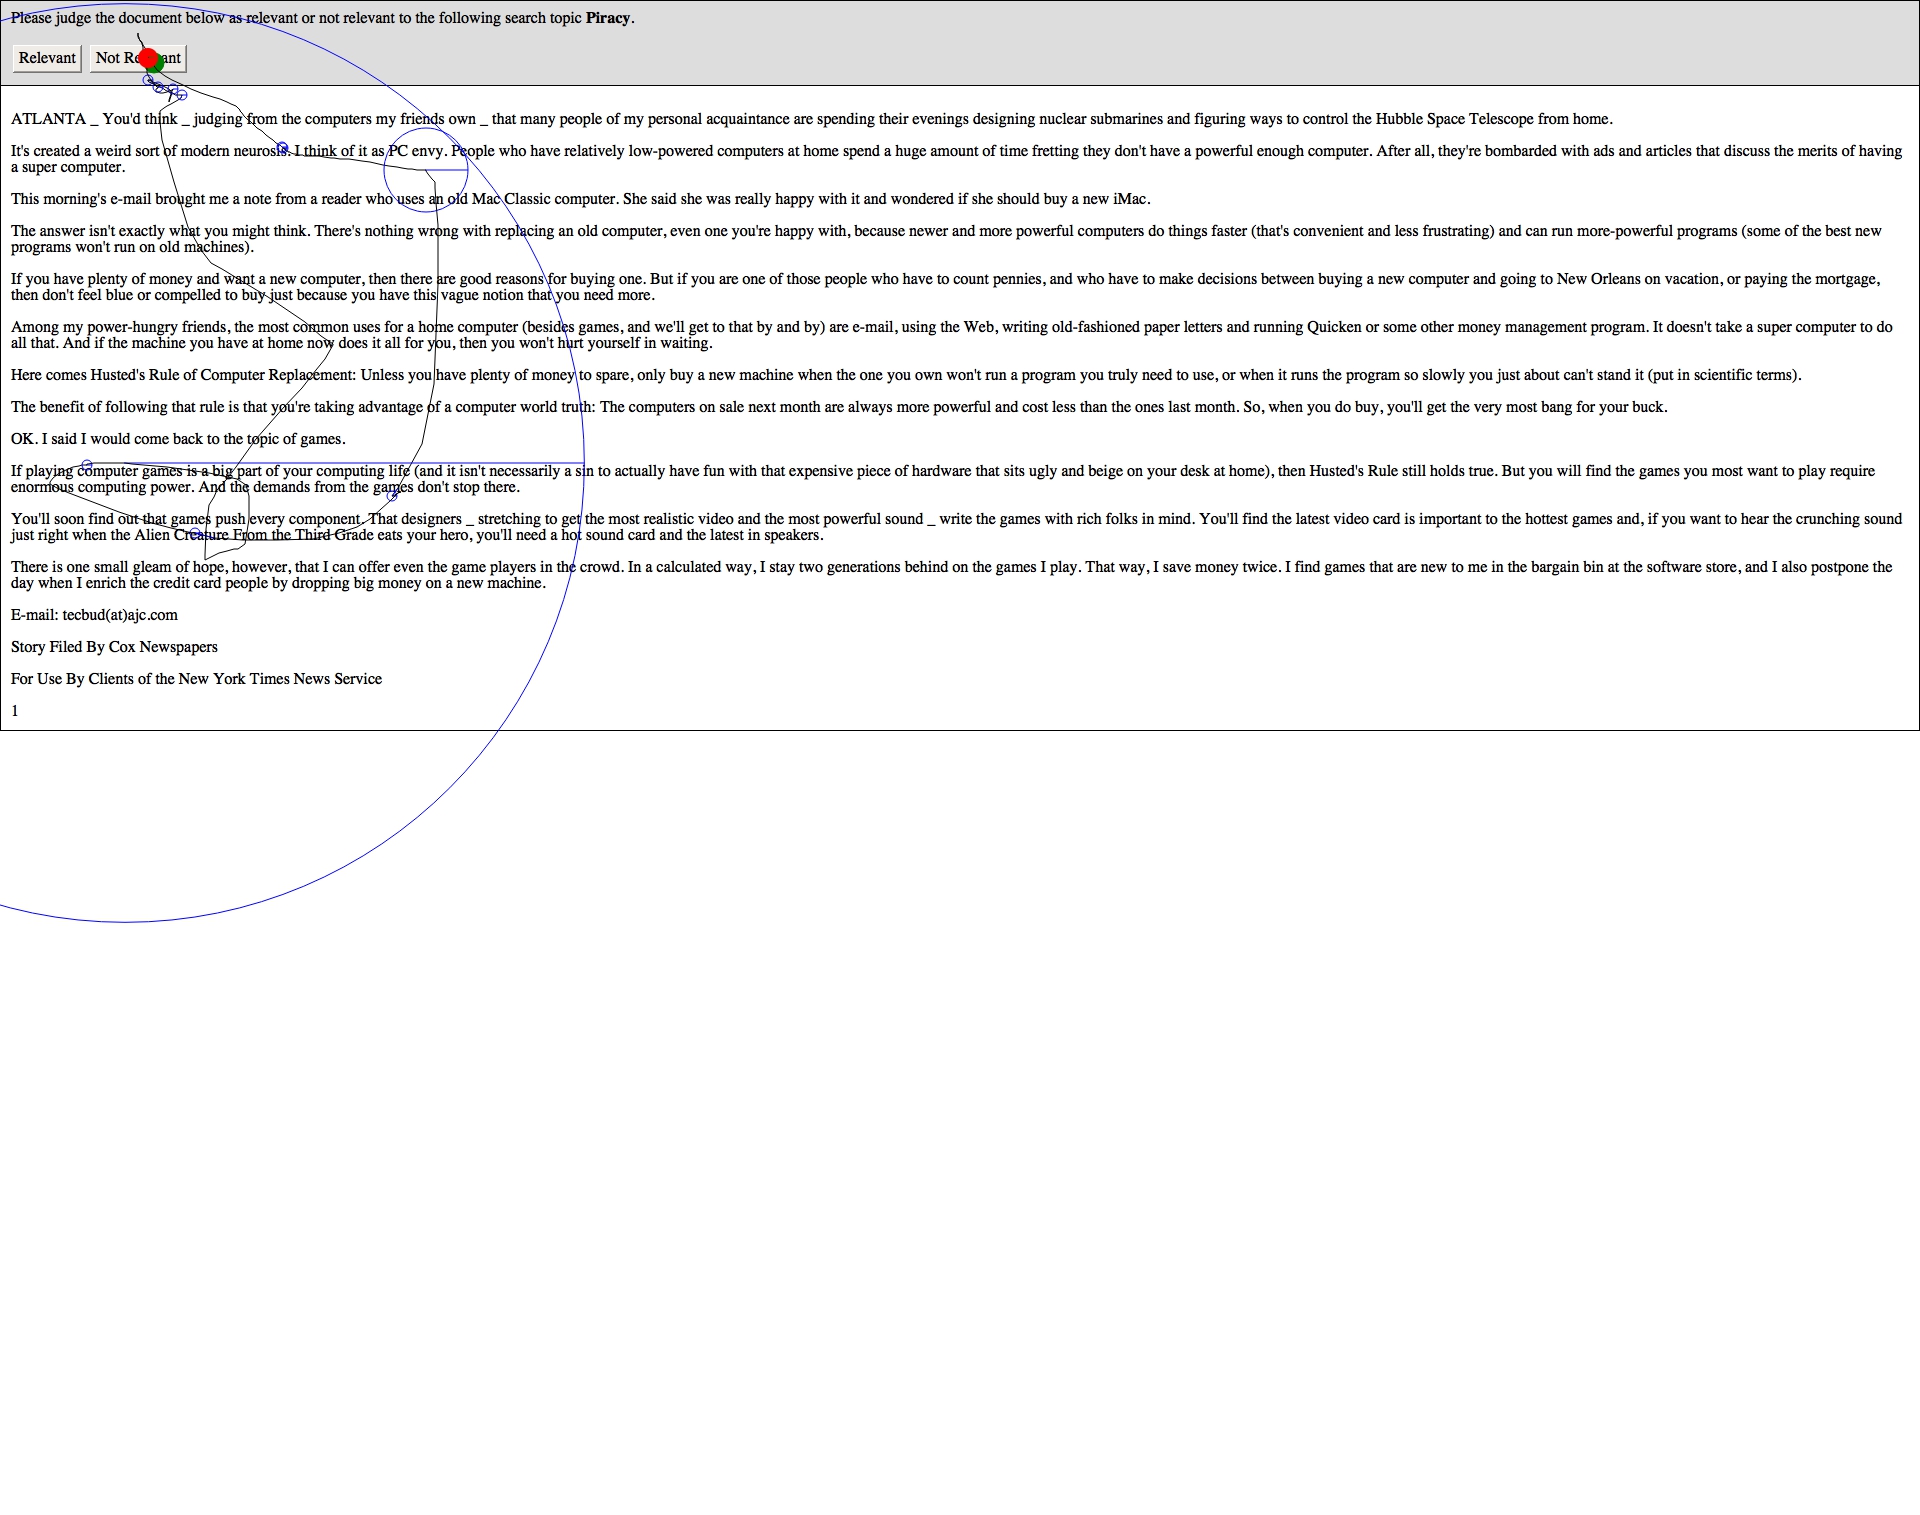 Please judge the document below as relevant or not relevant to the following search topic Piracy.
Relevant Not Relevant
ATLANTA _ You'd think _ judging from the computers my friends own _ that many people of my personal acquaintance are spending their evenings designing nuclear submarines and figuring ways to control the Hubble Space Telescope from home.
It's created a weird sort of modern neurosis. I think of it as PC envy. People who have relatively low-powered computers at home spend a huge amount of time fretting they don't have a powerful enough computer. After all, they're bombarded with ads and articles that discuss the merits of having
a super computer.
This morning's e-mail brought me a note from a reader who uses an old Mac Classic computer. She said she was really happy with it and wondered if she should buy a new iMac.
The answer isn't exactly what you might think. There's nothing wrong with replacing an old computer, even one you're happy with, because newer and more powerful computers do things faster (that's convenient and less frustrating) and can run more-powerful programs (some of the best new
programs won't run on old machines).
If you have plenty of money and want a new computer, then there are good reasons for buying one. But if you are one of those people who have to count pennies, and who have to make decisions between buying a new computer and going to New Orleans on vacation, or paying the mortgage,
then don't feel blue or compelled to buy just because you have this vague notion that you need more.
Among my power-hungry friends, the most common uses for a home computer (besides games, and we'll get to that by and by) are e-mail, using the Web, writing old-fashioned paper letters and running Quicken or some other money management program. It doesn't take a super computer to do
all that. And if the machine you have at home now does it all for you, then you won't hurt yourself in waiting.
Here comes Husted's Rule of Computer Replacement: Unless you have plenty of money to spare, only buy a new machine when the one you own won't run a program you truly need to use, or when it runs the program so slowly you just about can't stand it (put in scientific terms).
The benefit of following that rule is that you're taking advantage of a computer world truth: The computers on sale next month are always more powerful and cost less than the ones last month. So, when you do buy, you'll get the very most bang for your buck.
OK. I said I would come back to the topic of games.
If playing computer games is a big part of your computing life (and it isn't necessarily a sin to actually have fun with that expensive piece of hardware that sits ugly and beige on your desk at home), then Husted's Rule still holds true. But you will find the games you most want to play require
enormous computing power. And the demands from the games don't stop there.
You'll soon find out that games push every component. That designers _ stretching to get the most realistic video and the most powerful sound _ write the games with rich folks in mind. You'll find the latest video card is important to the hottest games and, if you want to hear the crunching sound
just right when the Alien Creature From the Third Grade eats your hero, you'll need a hot sound card and the latest in speakers.
There is one small gleam of hope, however, that I can offer even the game players in the crowd. In a calculated way, I stay two generations behind on the games I play. That way, I save money twice. I find games that are new to me in the bargain bin at the software store, and I also postpone the
day when I enrich the credit card people by dropping big money on a new machine.
E-mail: tecbud(at)ajc.com
Story Filed By Cox Newspapers
For Use By Clients of the New York Times News Service
1